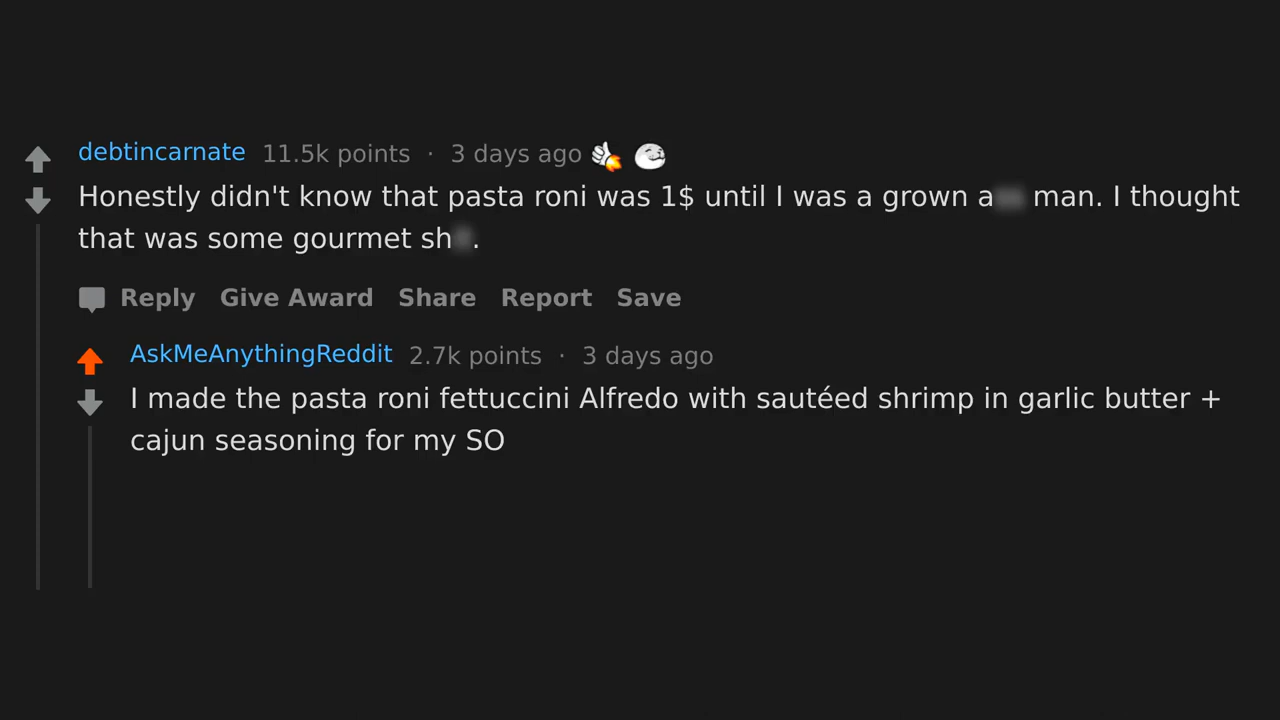 debtincarnate 11.5k points · 3 days ago
Honestly didn't know that pasta roni was 1$ until I was a grown a man. I thought
that was some gourmet sh .
Reply Give Award Share Report Save
AskMeAnythingReddit 2.7k points · 3 days ago
I made the pasta roni fettuccini Alfredo with sautéed shrimp in garlic butter +
cajun seasoning for my SO